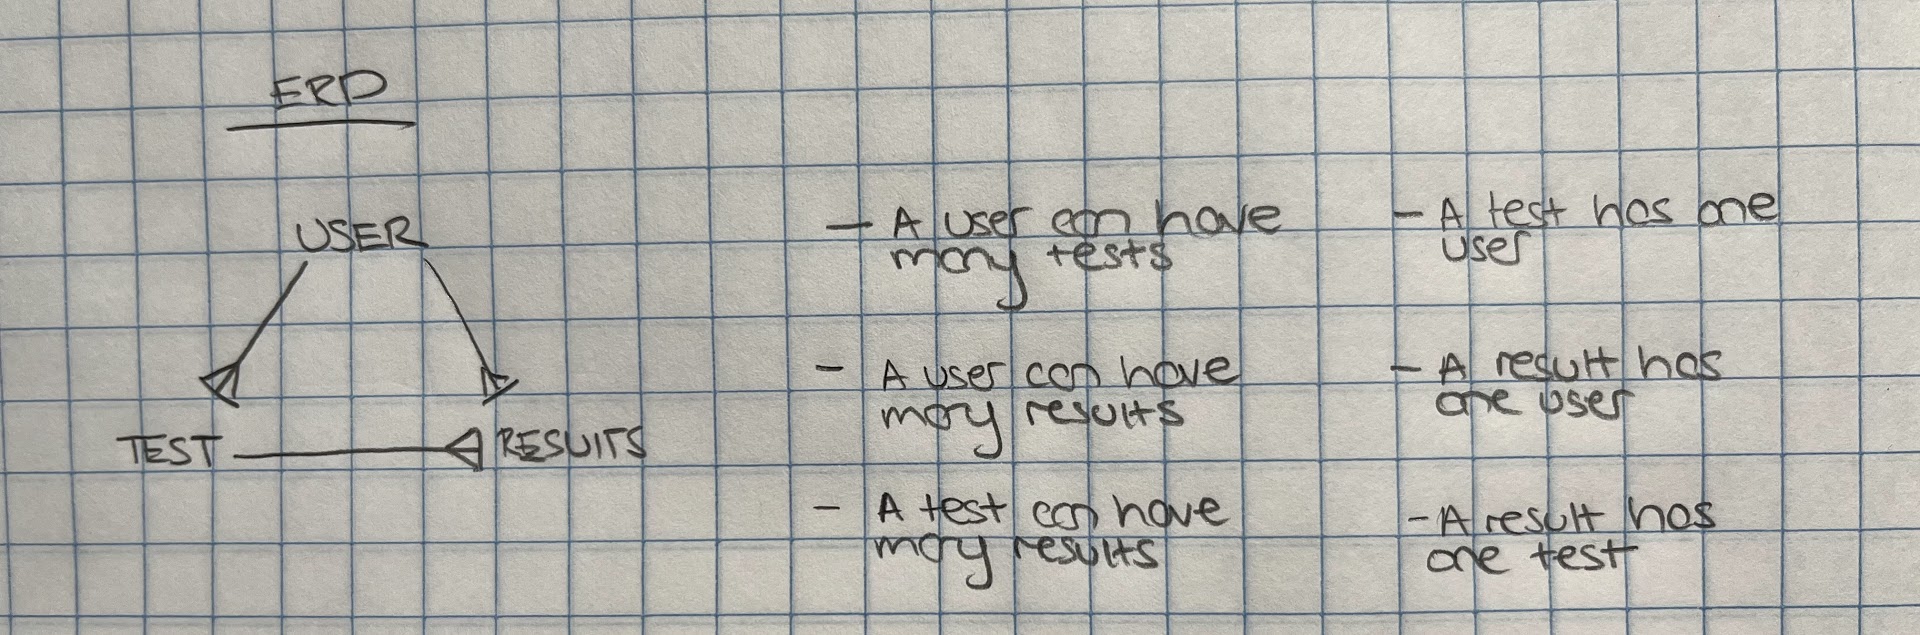 ERD
USER
TEST
RESULTS
- A user can have
many tests
- A test has one
user
- A user can have
many results
- A result has
one user
- A test can have
many results
- A result has
one test